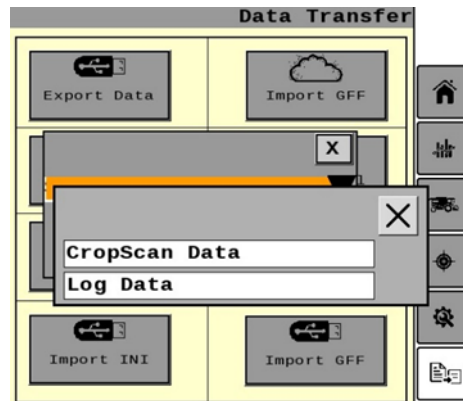 Data Transfer
Export Data
Import GFF
X
CropScan Data
Log Data
Import INI
Import GFF